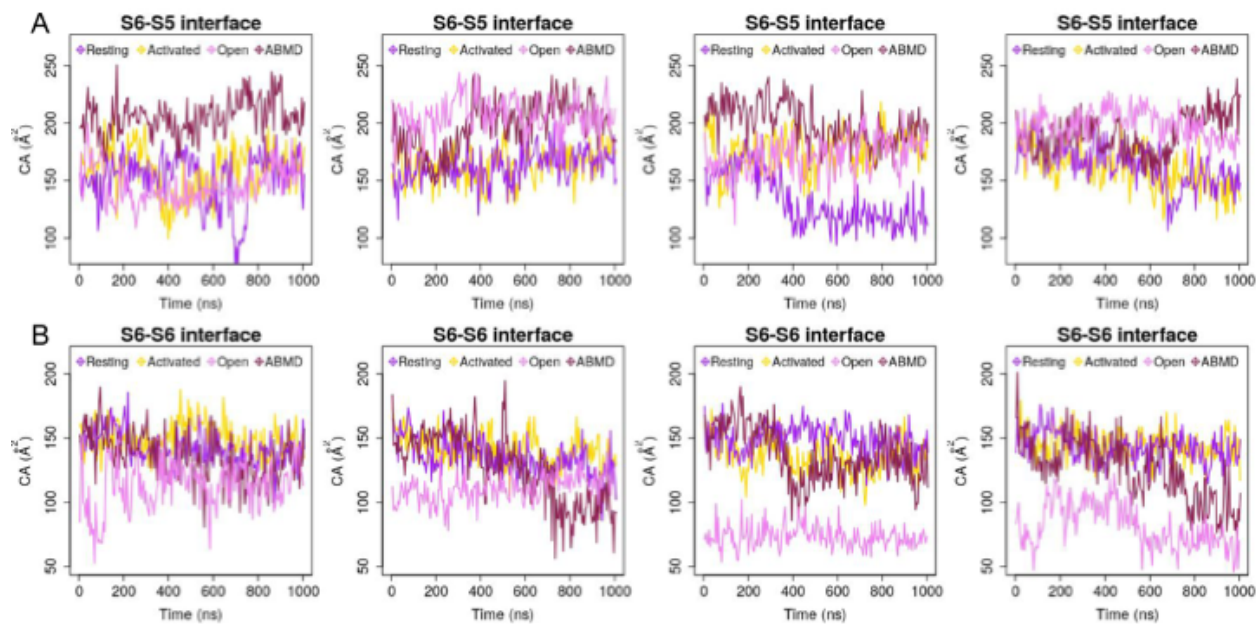 A
S6-S5 interface S6-S5 interface S6-S5 interface S6-S5 interface
Resting Activated Open ABMD Resting Activated Open ABMD Resting Activated Open ABMD Resting Activated Open ABMD
CA (Å²) CA (Å²) CA (Å²) CA (Å²)
250 250 250 250
200 200 200 200
150 150 150 150
100 100 100 100
0 200 400 600 800 1000 0 200 400 600 800 1000 0 200 400 600 800 1000 0 200 400 600 800 1000
Time (ns) Time (ns) Time (ns) Time (ns)
B
S6-S6 interface S6-S6 interface S6-S6 interface S6-S6 interface
Resting Activated Open ABMD Resting Activated Open ABMD Resting Activated Open ABMD Resting Activated Open ABMD
CA (Å²) CA (Å²) CA (Å²) CA (Å²)
200 200 200 200
150 150 150 150
100 100 100 100
50 50 50 50
0 200 400 600 800 1000 0 200 400 600 800 1000 0 200 400 600 800 1000 0 200 400 600 800 1000
Time (ns) Time (ns) Time (ns) Time (ns)